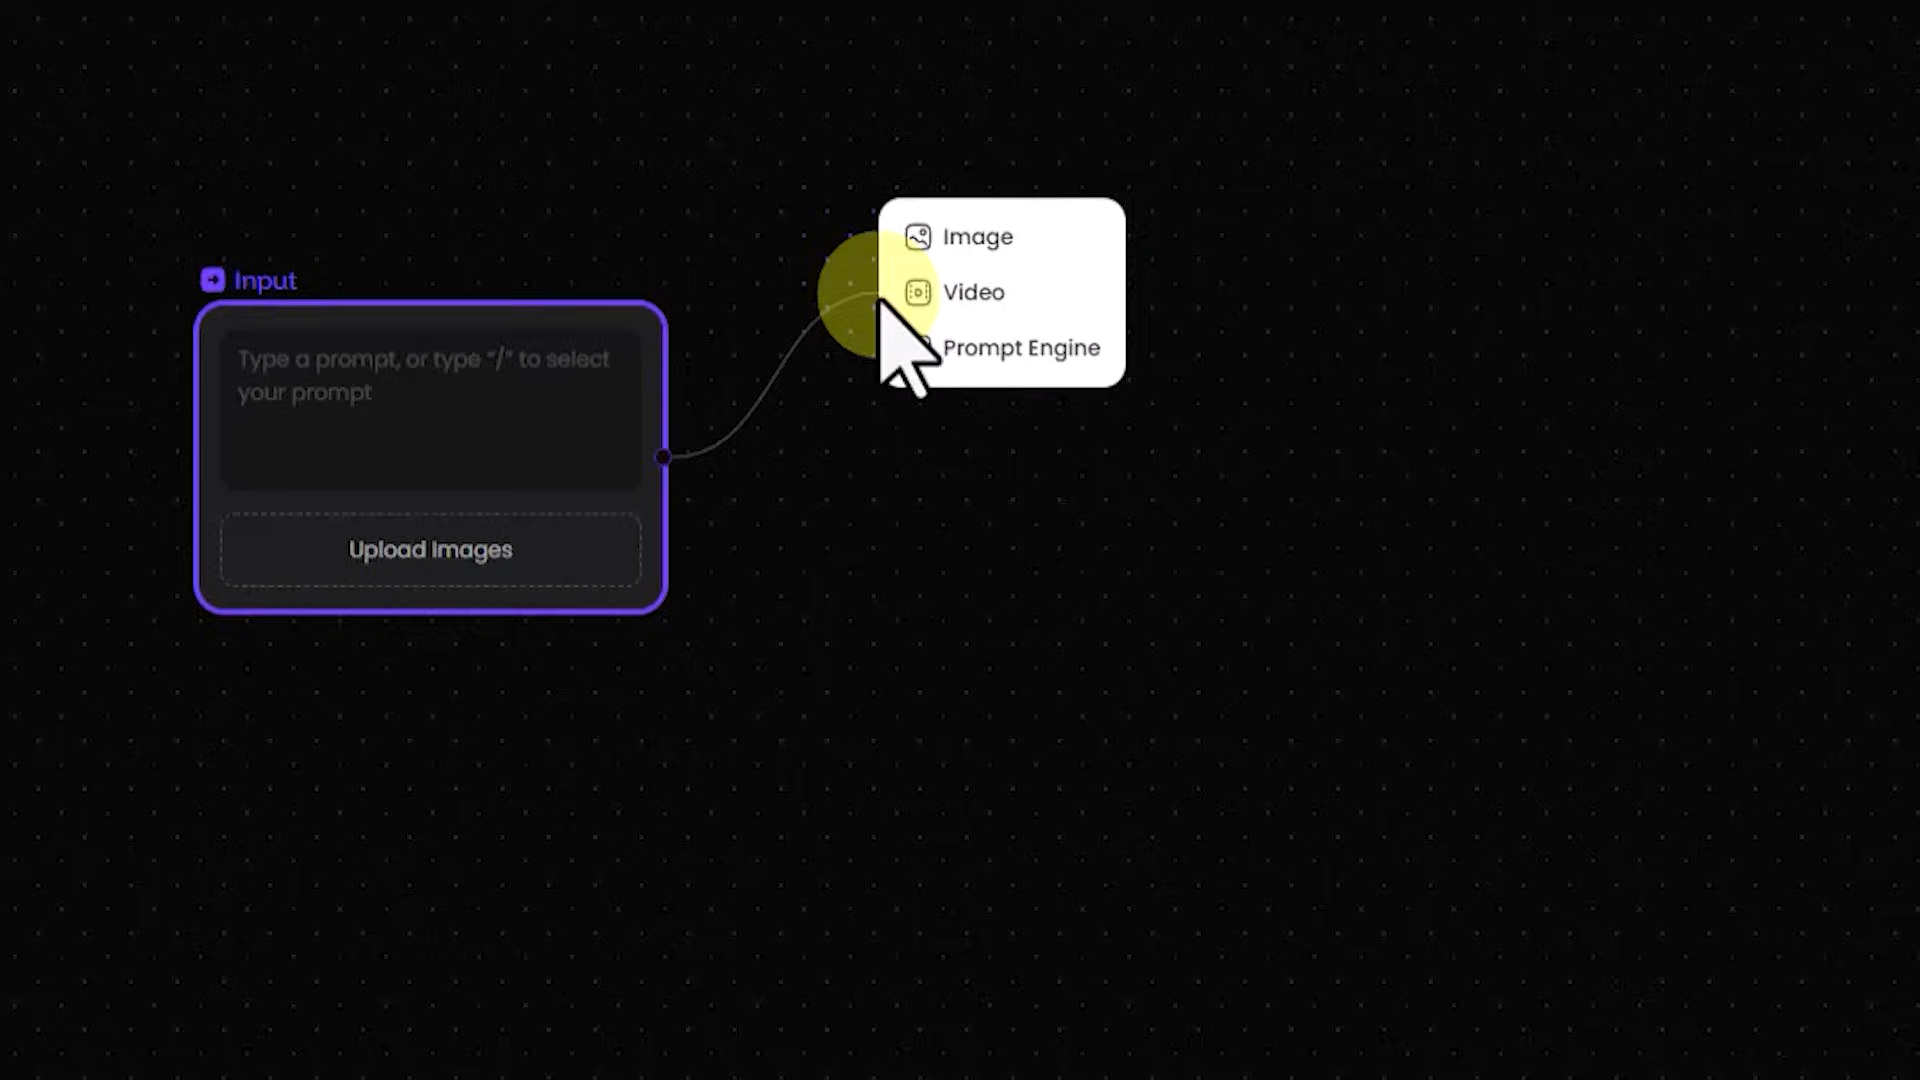 Input
Type a prompt, or type "/" to select
your prompt
Upload Images
Image
Video
Prompt Engine